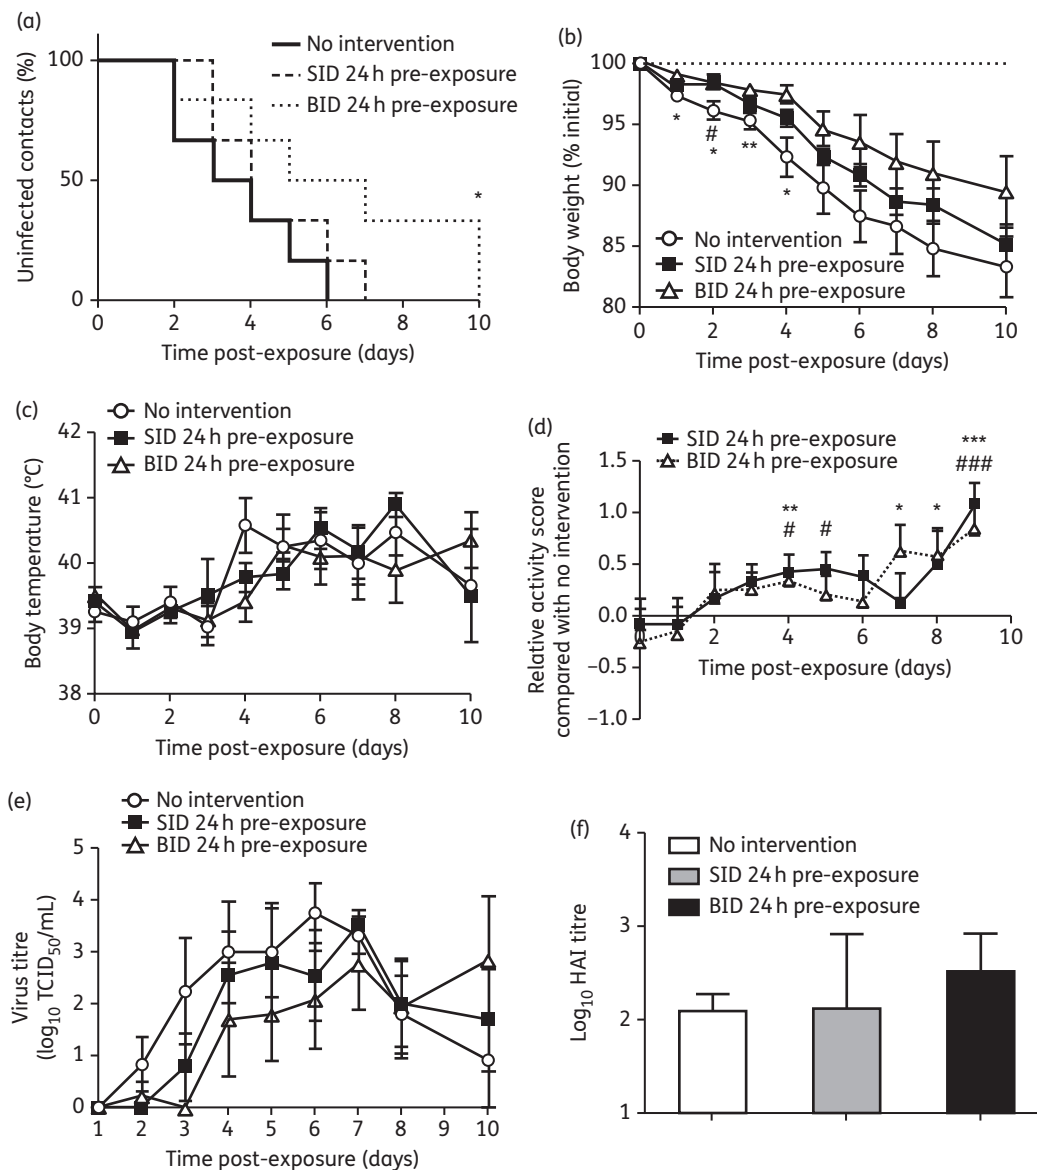 (a)
No intervention
SID 24 h pre-exposure
BID 24 h pre-exposure
Uninfected contacts (%)
100
50
0
*
0 2 4 6 8 10
Time post-exposure (days)
(b)
Body weight (% initial)
100
95
90
85
80
*
#
*
**
*
No intervention
SID 24 h pre-exposure
BID 24 h pre-exposure
0 2 4 6 8 10
Time post-exposure (days)
(c)
No intervention
SID 24 h pre-exposure
BID 24 h pre-exposure
Body temperature (°C)
42
41
40
39
38
0 2 4 6 8 10
Time post-exposure (days)
(d)
SID 24 h pre-exposure
BID 24 h pre-exposure
Relative activity score
compared with no intervention
1.5
1.0
0.5
0.0
−0.5
−1.0
**
#
#
*
*
***
###
2 4 6 8 10
Time post-exposure (days)
(e)
No intervention
SID 24 h pre-exposure
BID 24 h pre-exposure
Virus titre
(log10 TCID50/mL)
5
4
3
2
1
0
1 2 3 4 5 6 7 8 9 10
Time post-exposure (days)
(f)
No intervention
SID 24 h pre-exposure
BID 24 h pre-exposure
Log10 HAI titre
4
3
2
1